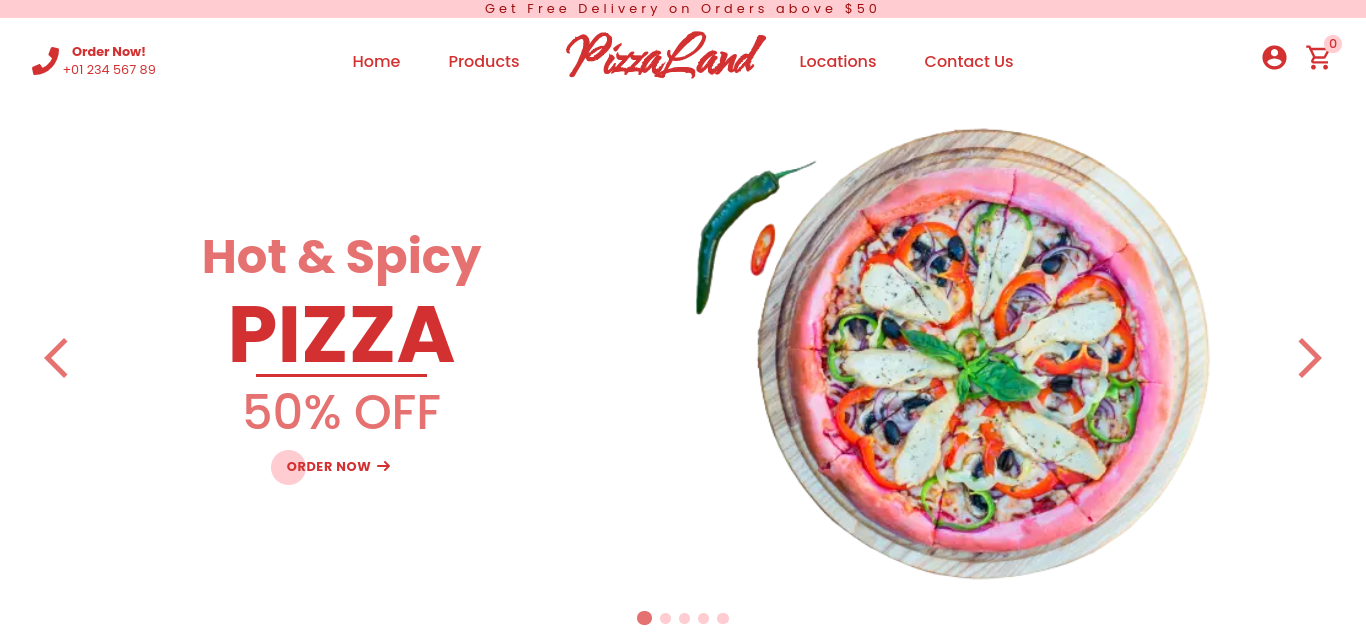 Get Free Delivery on Orders above $50
Order Now!
+01 234 567 89
Home
Products
PizzaLand
Locations
Contact Us
0
Hot & Spicy
PIZZA
50% OFF
ORDER NOW